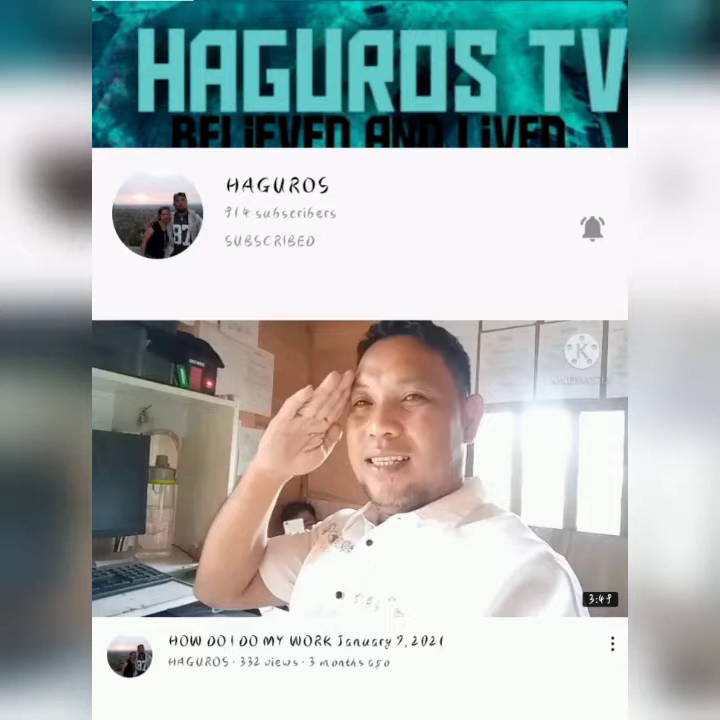 HAGUROS TV
BELIEVED AND LIVED
HAGUROS
914 subscribers
SUBSCRIBED
KINEMASTER
3:49
HOW DO I DO MY WORK January 9, 2021
HAGUROS · 332 views · 3 months ago